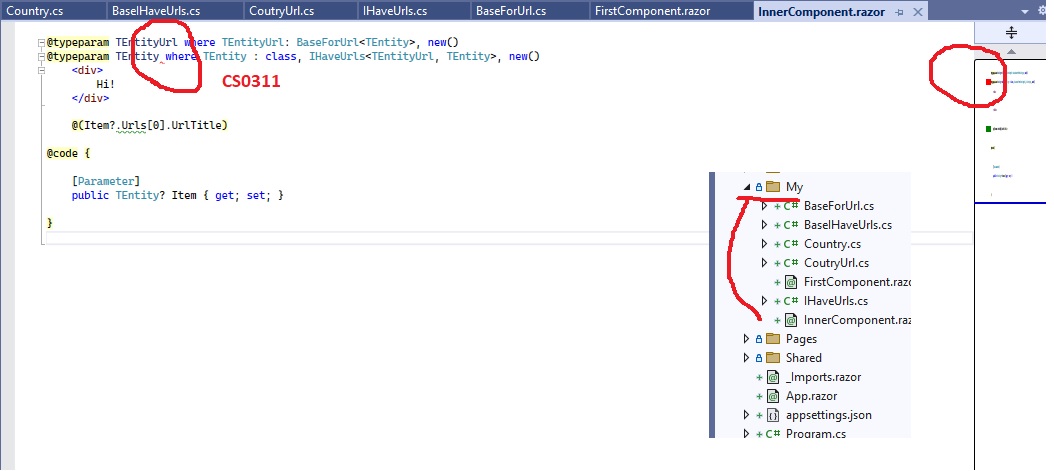 Country.cs BaseIHaveUrls.cs CoutryUrl.cs IHaveUrls.cs BaseForUrl.cs FirstComponent.razor InnerComponent.razor
@typeparam TEntityUrl where TEntityUrl: BaseForUrl<TEntity>, new()
@typeparam TEntity where TEntity : class, IHaveUrls<TEntityUrl, TEntity>, new()
<div>
Hi!
</div>
CS0311
@(Item?.Urls[0].UrlTitle)
@code {
[Parameter]
public TEntity? Item { get; set; }
}
My
C# BaseForUrl.cs
C# BaseIHaveUrls.cs
C# Country.cs
C# CoutryUrl.cs
FirstComponent.razo
C# IHaveUrls.cs
InnerComponent.raz
Pages
Shared
_Imports.razor
App.razor
appsettings.json
C# Program.cs